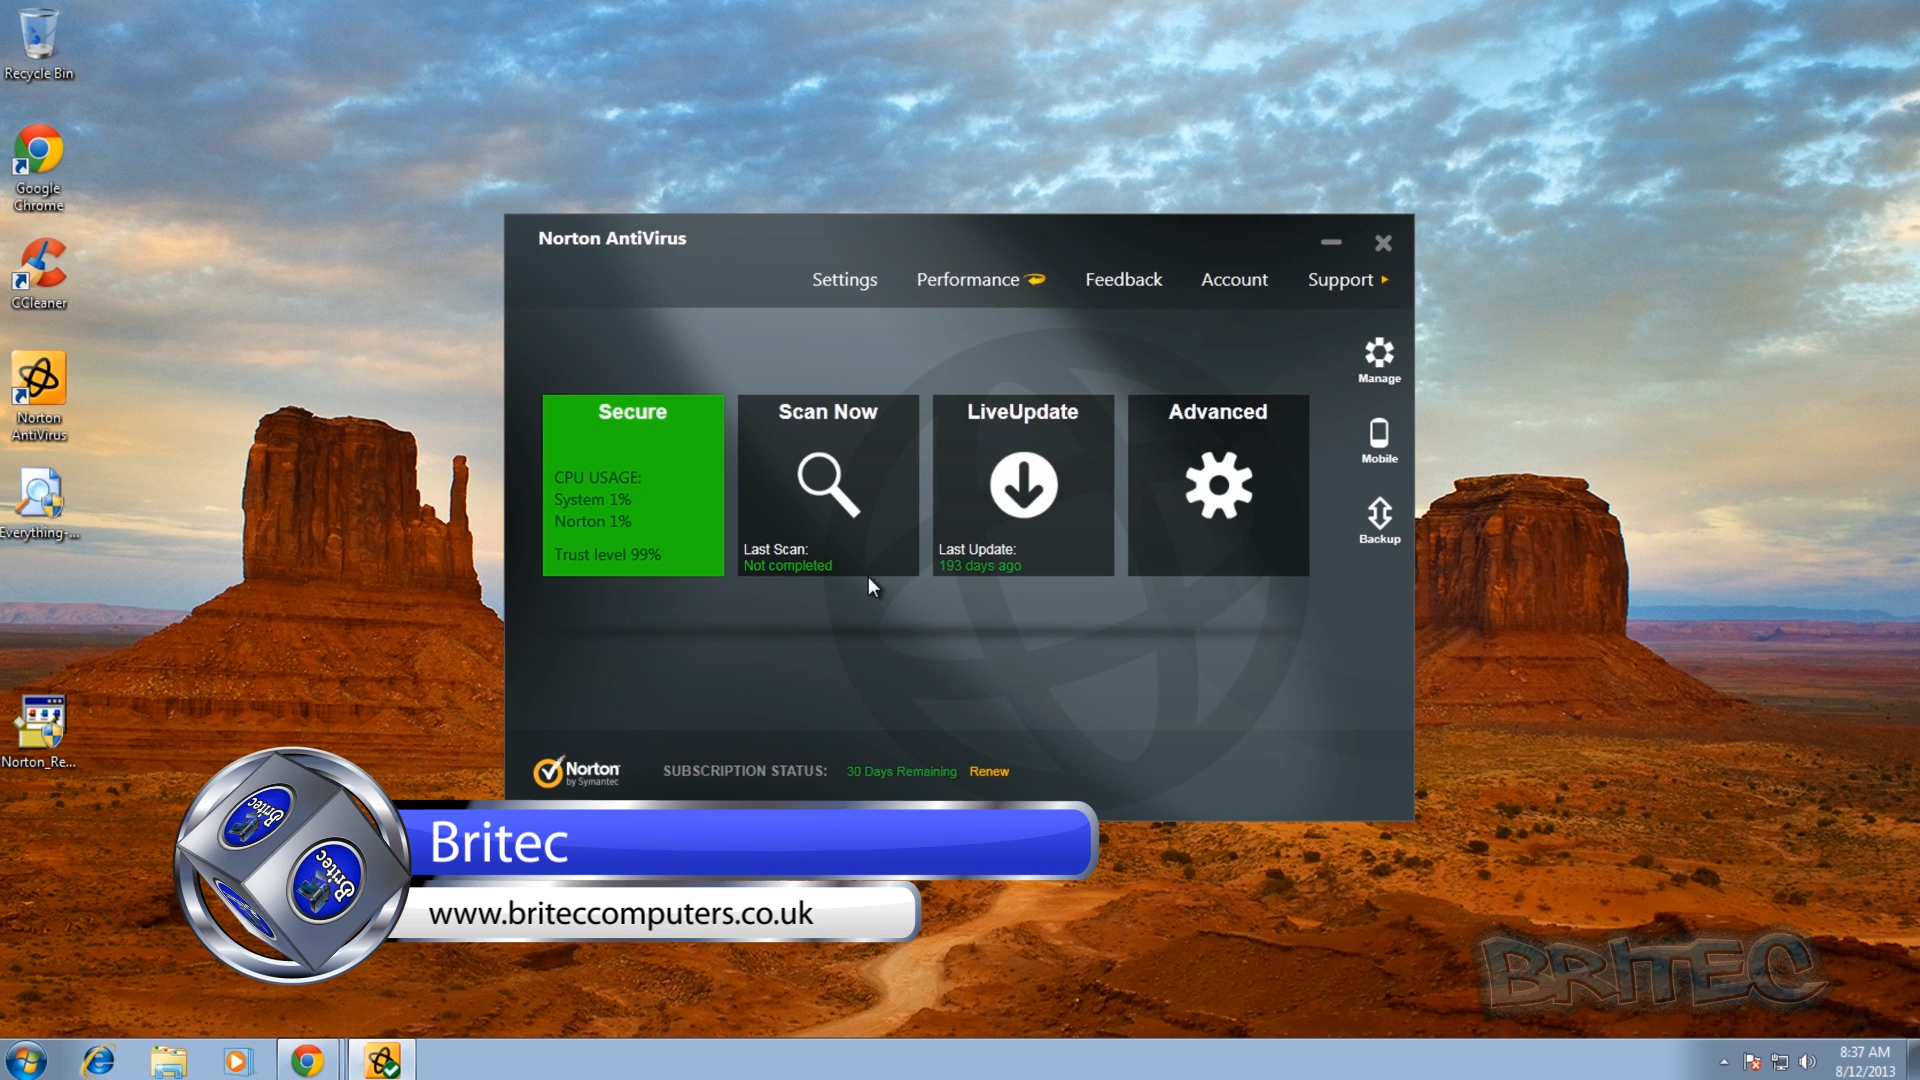 Recycle Bin
Google
Chrome
CCleaner
Norton
AntiVirus
Everything-...
Norton_Re...
Norton AntiVirus
Settings
Performance
Feedback
Account
Support
Manage
Mobile
Backup
Secure
CPU USAGE:
System 1%
Norton 1%
Trust level 99%
Scan Now
Last Scan:
Not completed
LiveUpdate
Last Update:
193 days ago
Advanced
Norton
by Symantec
SUBSCRIPTION STATUS:
30 Days Remaining
Renew
Britec
Britec
Britec
www.briteccomputers.co.uk
BRITEC
8:37 AM
8/12/2013